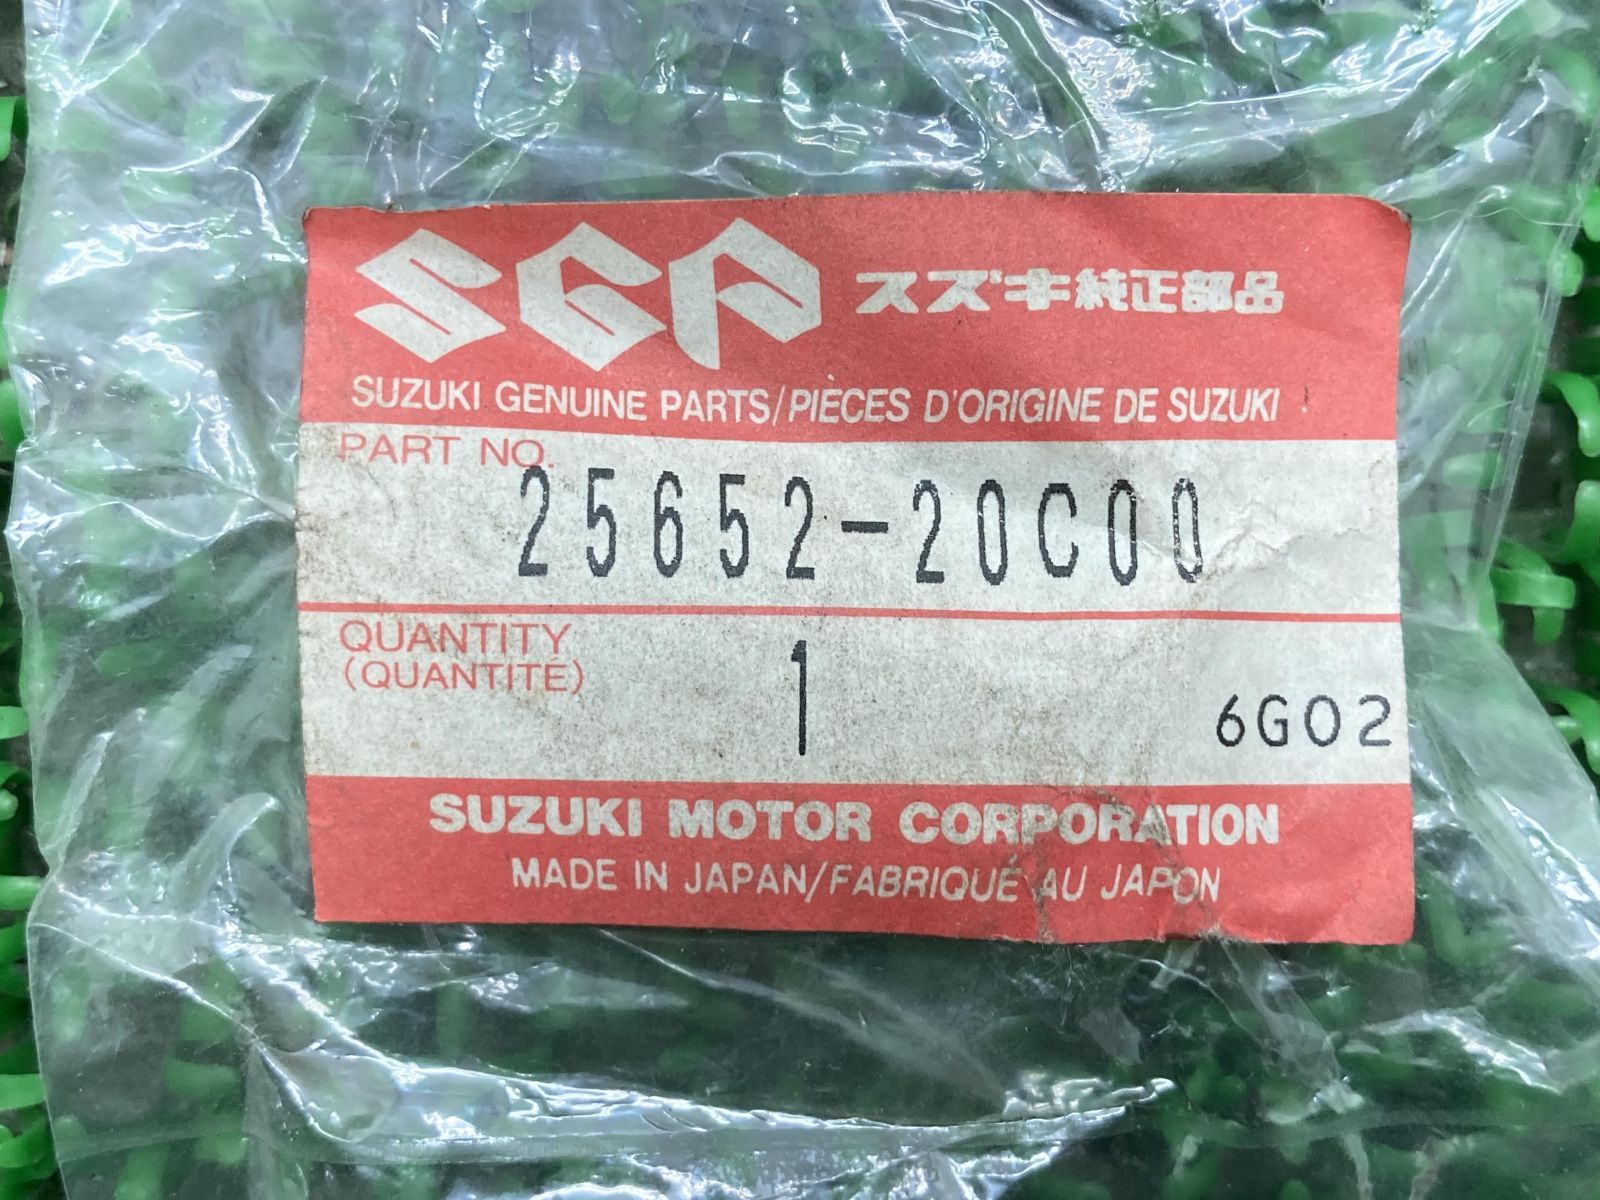 SGP スズキ純正部品
SUZUKI GENUINE PARTS/PIÈCES D'ORIGINE DE SUZUKI
PART NO.
25652-20C00
QUANTITY
(QUANTITÉ)
1
6G02
SUZUKI MOTOR CORPORATION
MADE IN JAPAN/FABRIQUÉ AU JAPON